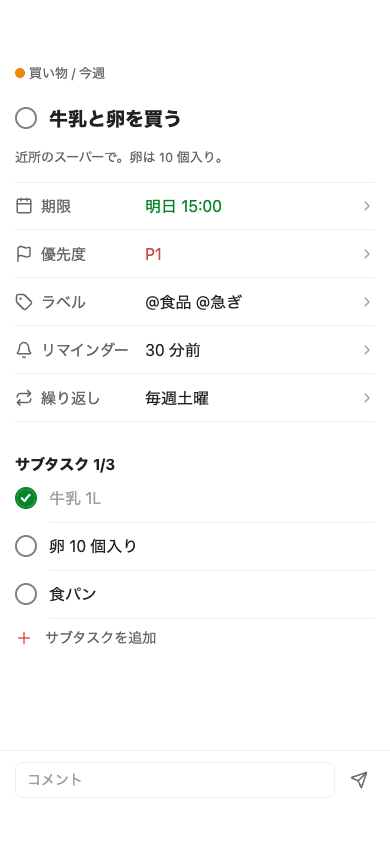 買い物 / 今週
牛乳と卵を買う
近所のスーパーで。卵は 10 個入り。
期限 明日 15:00
優先度 P1
ラベル @食品 @急ぎ
リマインダー 30 分前
繰り返し 毎週土曜
サブタスク 1/3
牛乳 1L
卵 10 個入り
食パン
サブタスクを追加
コメント